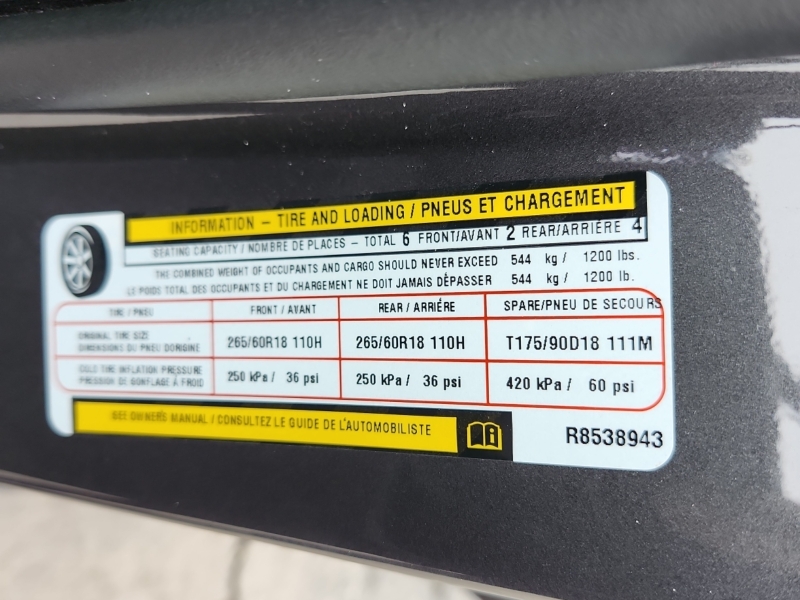 INFORMATION – TIRE AND LOADING / PNEUS ET CHARGEMENT
SEATING CAPACITY / NOMBRE DE PLACES – TOTAL 6 FRONT/AVANT 2 REAR/ARRIÉRE 4
THE COMBINED WEIGHT OF OCCUPANTS AND CARGO SHOULD NEVER EXCEED 544 kg / 1200 lbs.
LE POIDS TOTAL DES OCCUPANTS ET DU CHARGEMENT NE DOIT JAMAIS DÉPASSER 544 kg / 1200 lb.
TIRE / PNEU FRONT / AVANT REAR / ARRIÉRE SPARE/PNEU DE SECOURS
ORIGINAL TIRE SIZE
DIMENSIONS DU PNEU DORIGINE 265/60R18 110H 265/60R18 110H T175/90D18 111M
COLD TIRE INFLATION PRESSURE
PRESSION DE GONFLAGE À FROID 250 kPa / 36 psi 250 kPa / 36 psi 420 kPa / 60 psi
SEE OWNERS MANUAL / CONSULTEZ LE GUIDE DE L'AUTOMOBILISTE
R8538943